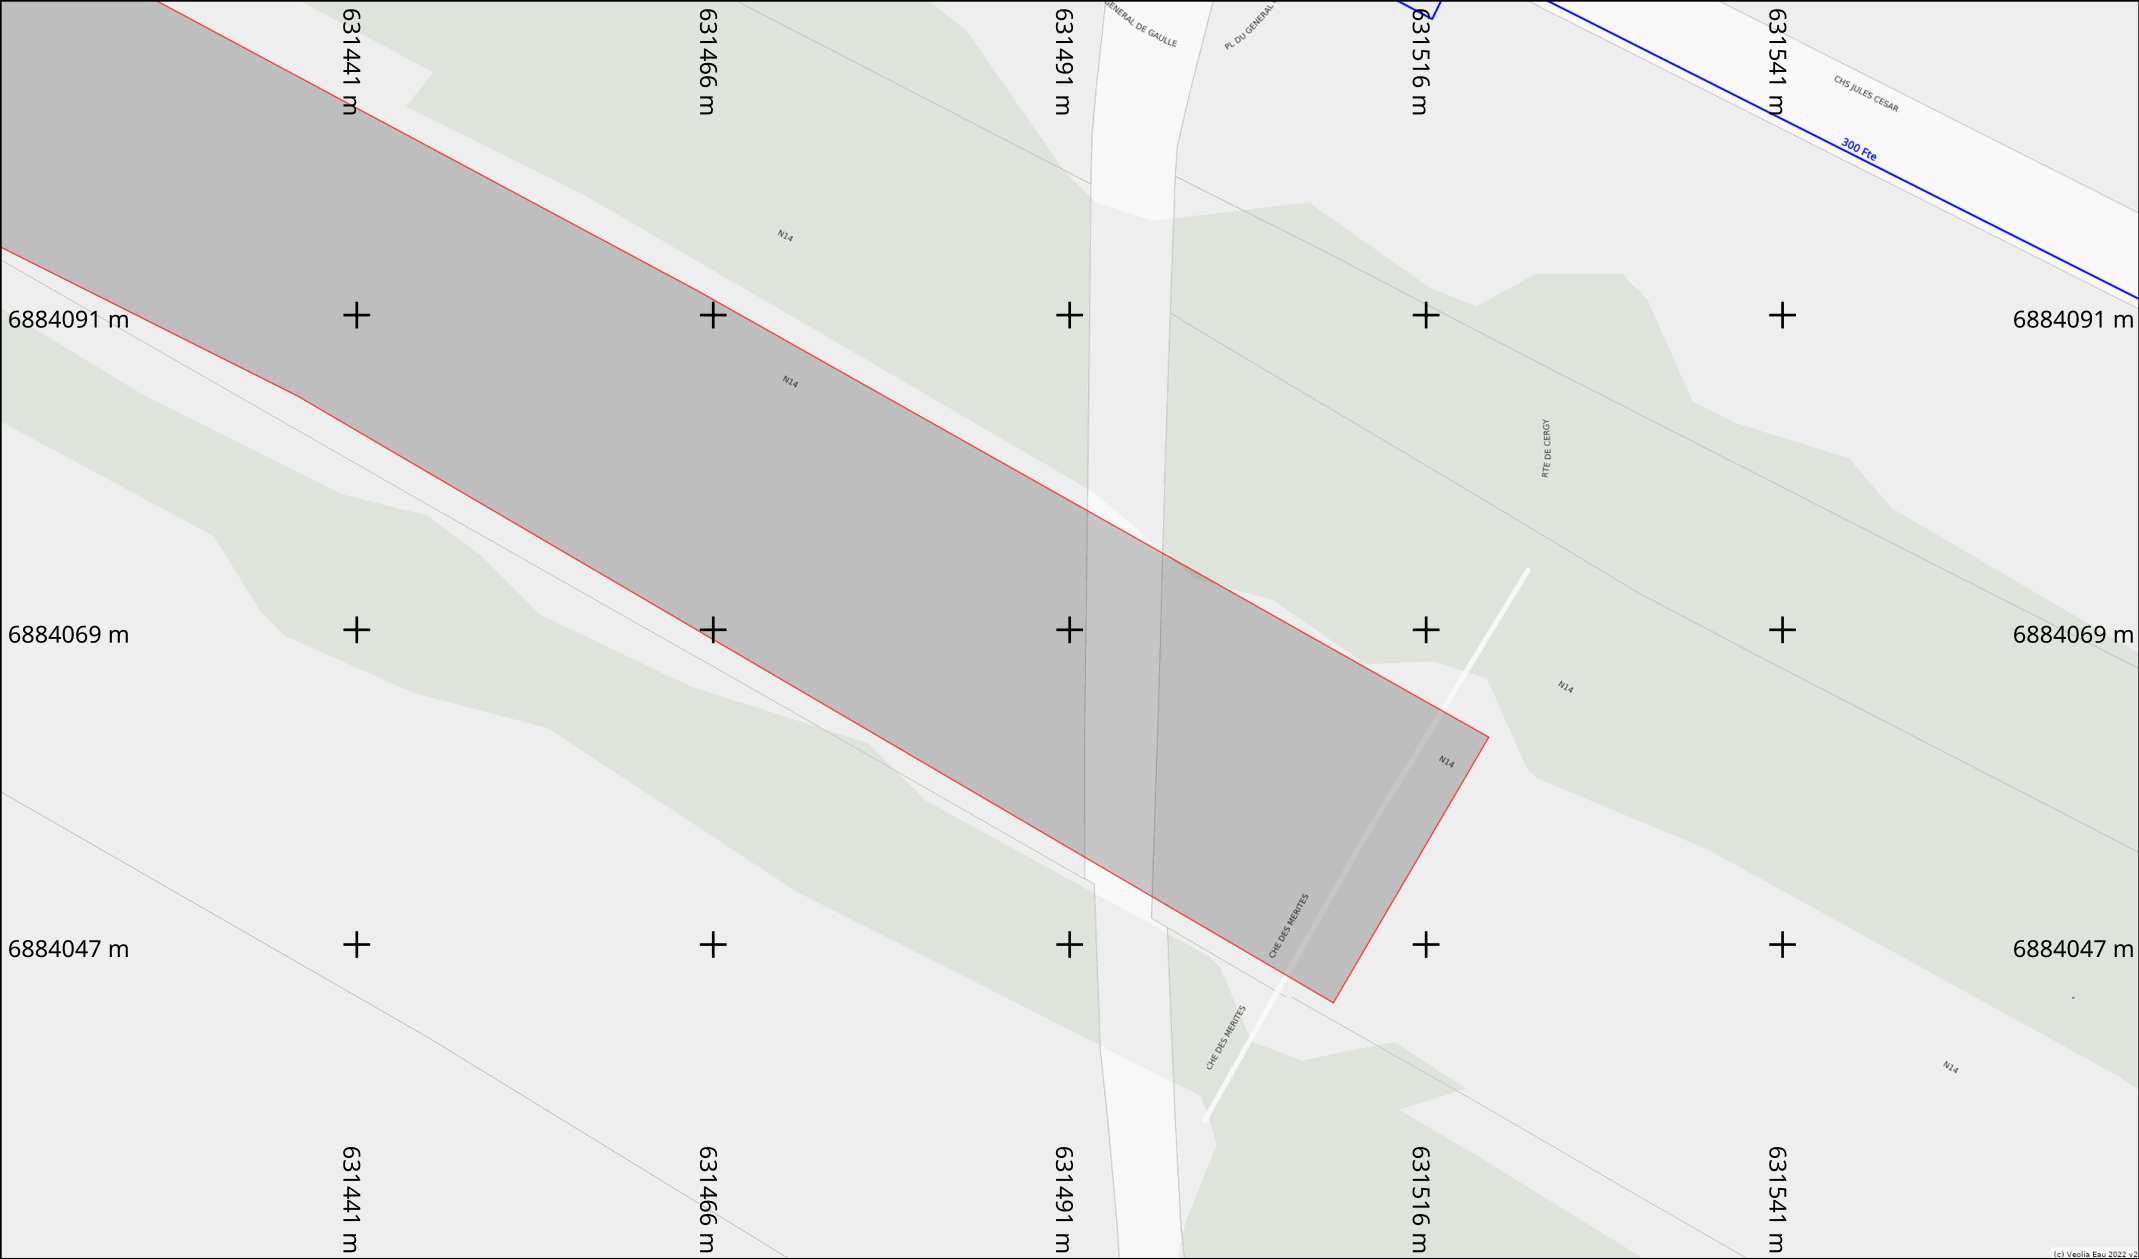 631441 m
631466 m
631491 m
631516 m
631541 m
GENERAL DE GAULLE
PL DU GENERAL
CHS JULES CESAR
300 Fte
N14
6884091 m
6884091 m
N14
RTE DE CERGY
6884069 m
6884069 m
N14
N14
CHE DES MERITES
6884047 m
6884047 m
CHE DES MERITES
N14
631441 m
631466 m
631491 m
631516 m
631541 m
(c) Veolia Eau 2022 v2